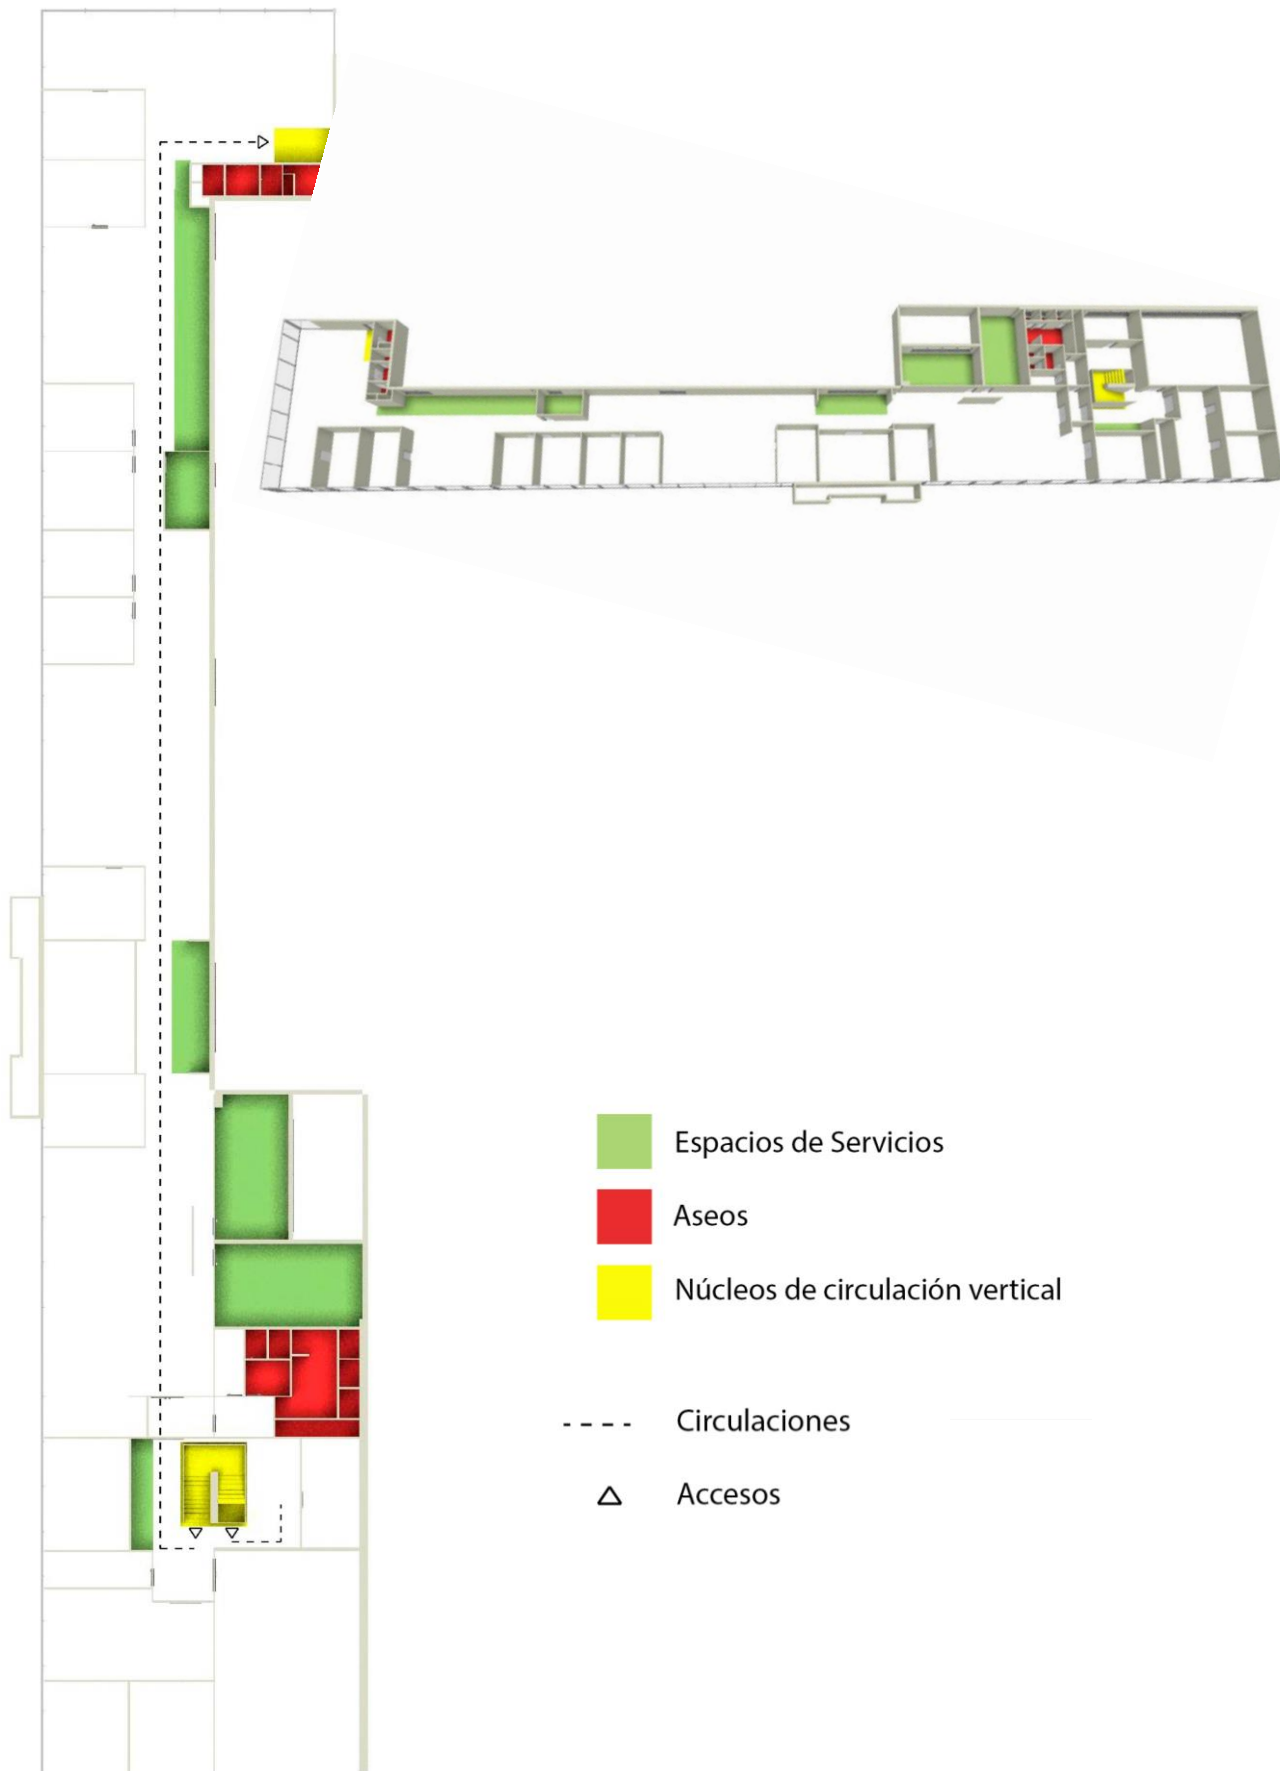 Espacios de Servicios
Aseos
Núcleos de circulación vertical
Circulaciones
Accesos